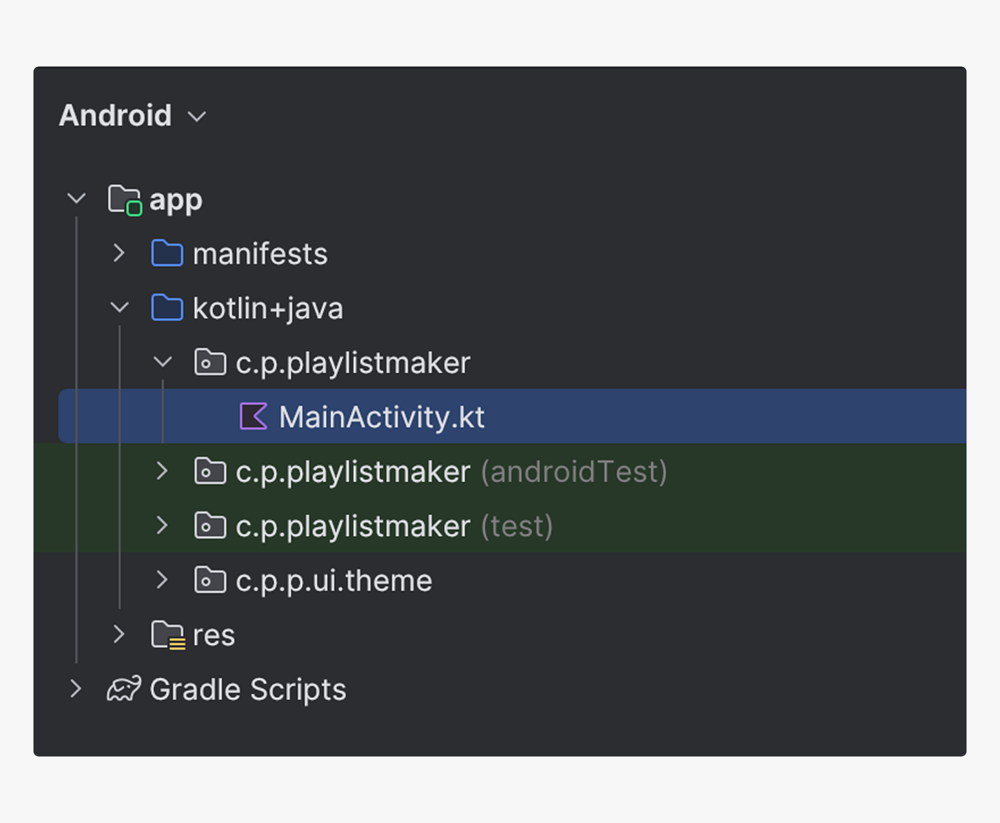 Android
app
manifests
kotlin+java
c.p.playlistmaker
MainActivity.kt
c.p.playlistmaker (androidTest)
c.p.playlistmaker (test)
c.p.p.ui.theme
res
Gradle Scripts